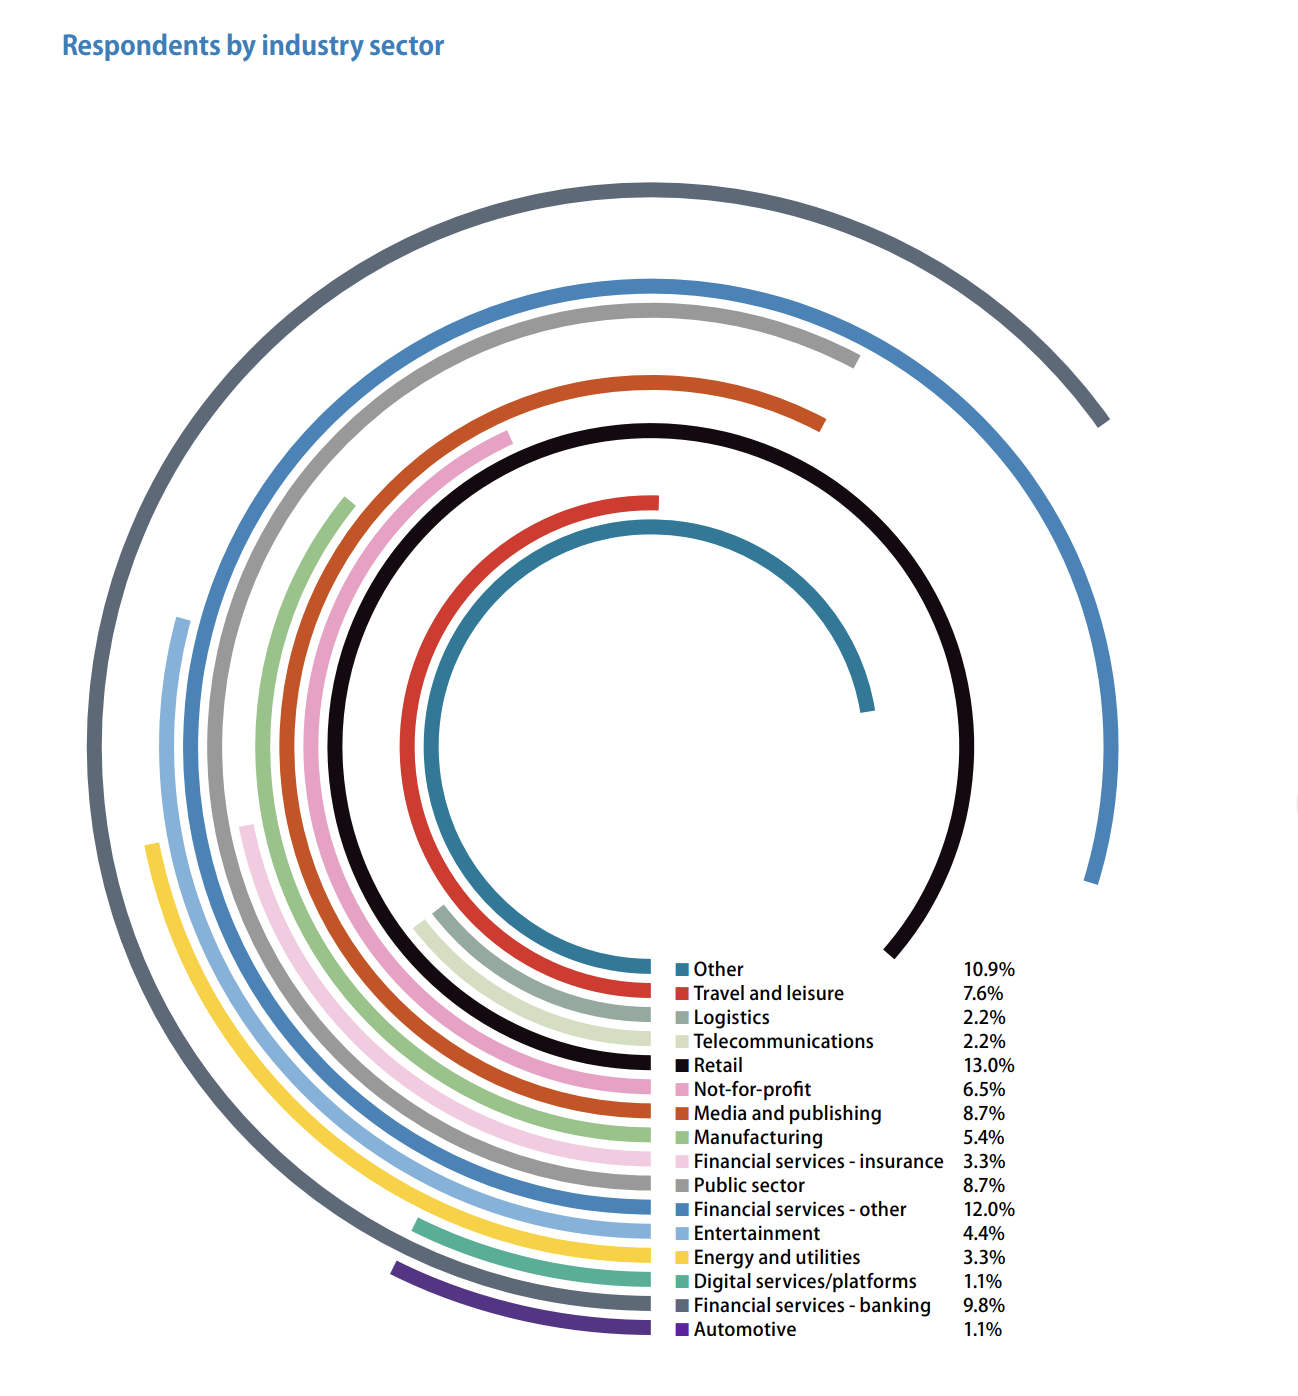 Respondents by industry sector
Other 10.9%
Travel and leisure 7.6%
Logistics 2.2%
Telecommunications 2.2%
Retail 13.0%
Not-for-profit 6.5%
Media and publishing 8.7%
Manufacturing 5.4%
Financial services - insurance 3.3%
Public sector 8.7%
Financial services - other 12.0%
Entertainment 4.4%
Energy and utilities 3.3%
Digital services/platforms 1.1%
Financial services - banking 9.8%
Automotive 1.1%